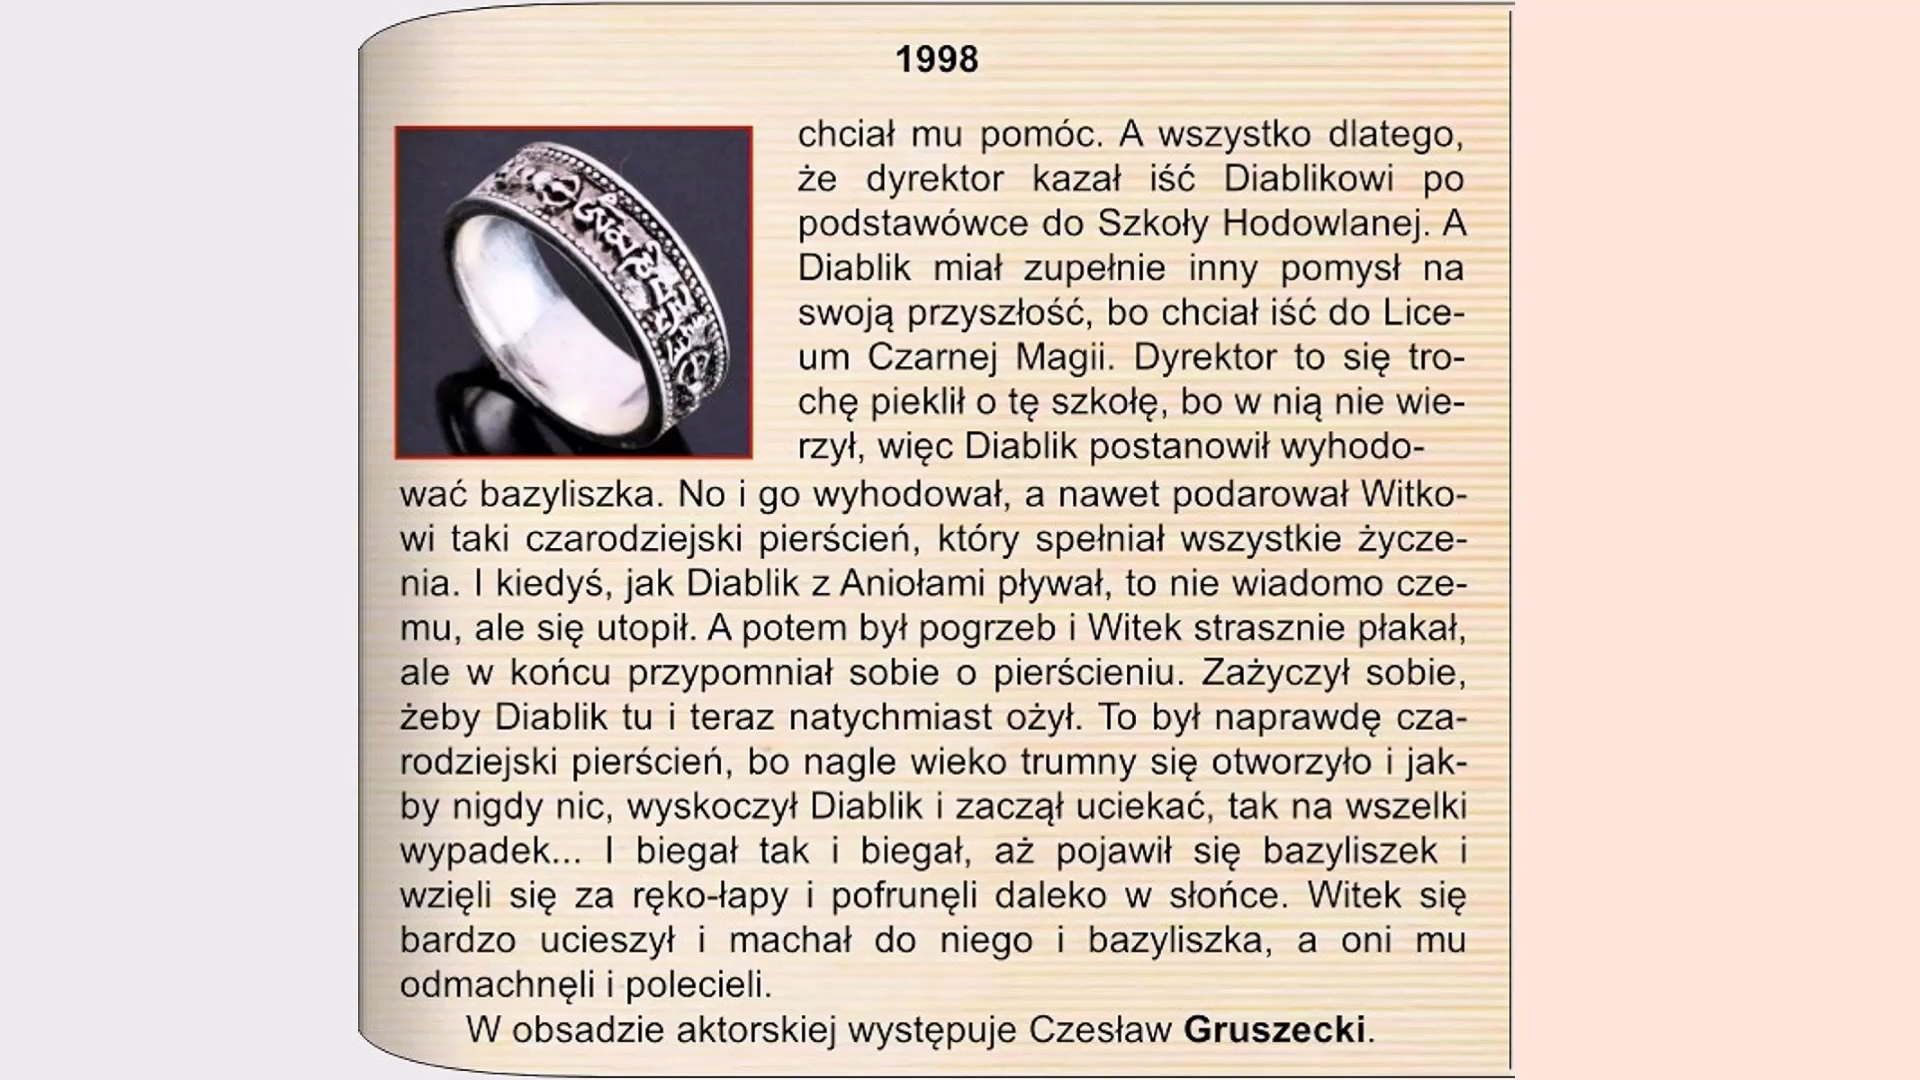 1998
chciał mu pomóc. A wszystko dlatego,
że dyrektor kazał iść Diablikowi po
podstawówce do Szkoły Hodowlanej. A
Diablik miał zupełnie inny pomysł na
swoją przyszłość, bo chciał iść do Lice-
um Czarnej Magii. Dyrektor to się tro-
chę pieklił o tę szkołę, bo w nią nie wie-
rzył, więc Diablik postanowił wyhodo-
wać bazyliszka. No i go wyhodował, a nawet podarował Witko-
wi taki czarodziejski pierścień, który spełniał wszystkie życze-
nia. I kiedyś, jak Diablik z Aniołami pływał, to nie wiadomo cze-
mu, ale się utopił. A potem był pogrzeb i Witek strasznie płakał,
ale w końcu przypomniał sobie o pierścieniu. Zażyczył sobie,
żeby Diablik tu i teraz natychmiast ożył. To był naprawdę cza-
rodziejski pierścień, bo nagle wieko trumny się otworzyło i jak-
by nigdy nic, wyskoczył Diablik i zaczął uciekać, tak na wszelki
wypadek... I biegał tak i biegał, aż pojawił się bazyliszek i
wzięli się za ręko-łapy i pofrunęli daleko w słońce. Witek się
bardzo ucieszył i machał do niego i bazyliszka, a oni mu
odmachnęli i polecieli.
W obsadzie aktorskiej występuje Czesław Gruszecki.